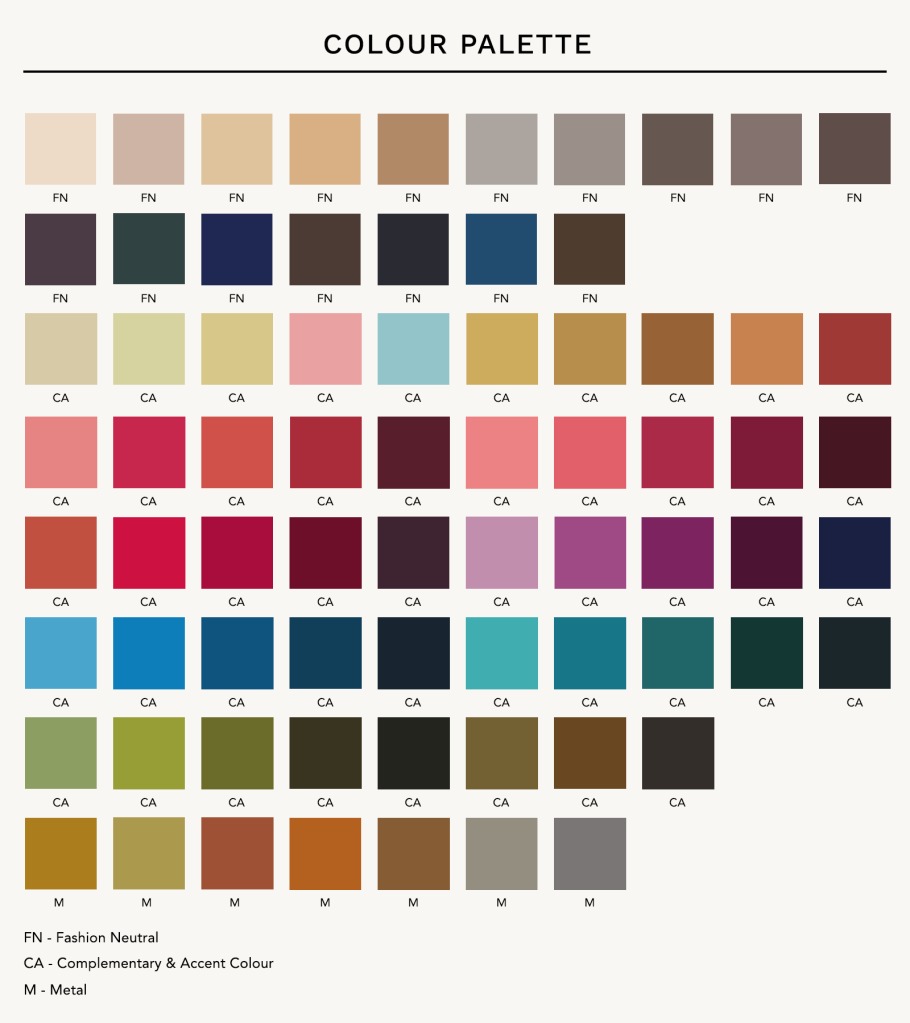 COLOUR PALETTE
FN FN FN FN FN FN FN FN FN FN
FN FN FN FN FN FN FN
CA CA CA CA CA CA CA CA CA CA
CA CA CA CA CA CA CA CA CA CA
CA CA CA CA CA CA CA CA CA CA
CA CA CA CA CA CA CA CA CA CA
CA CA CA CA CA CA CA CA
M M M M M M M
FN - Fashion Neutral
CA - Complementary & Accent Colour
M - Metal